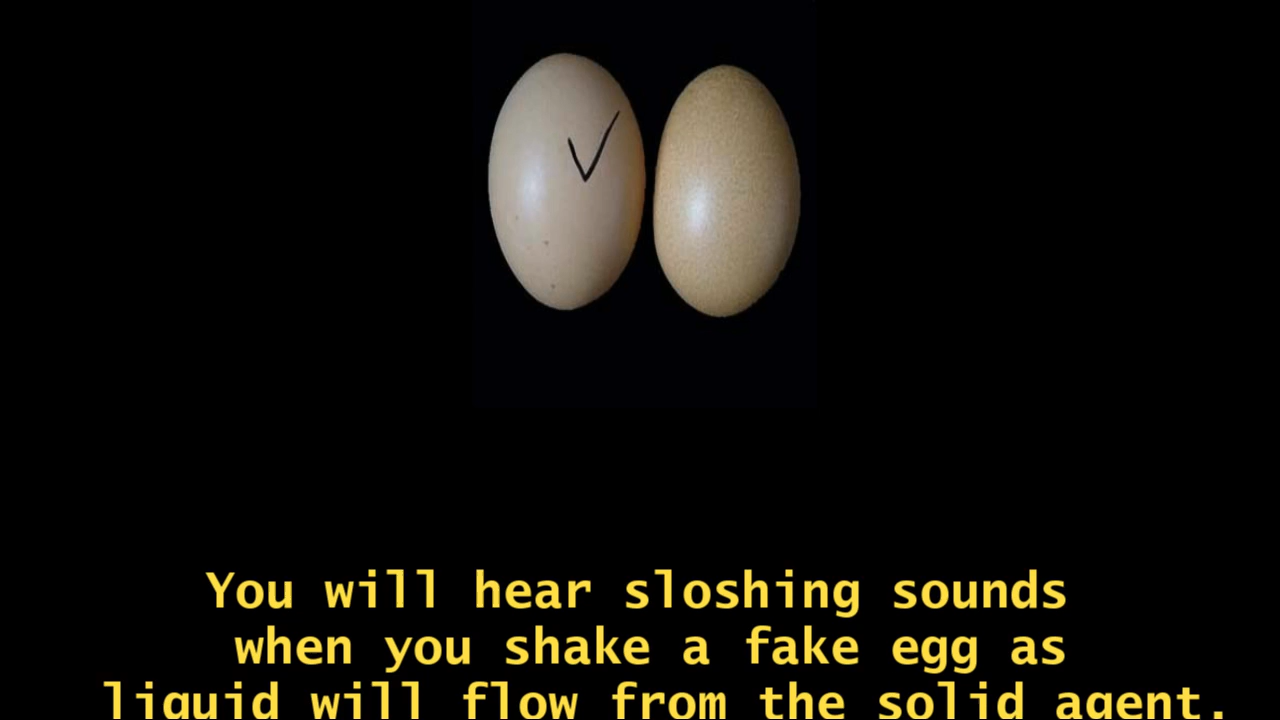 You will hear sloshing sounds
when you shake a fake egg as
liquid will flow from the solid agent.